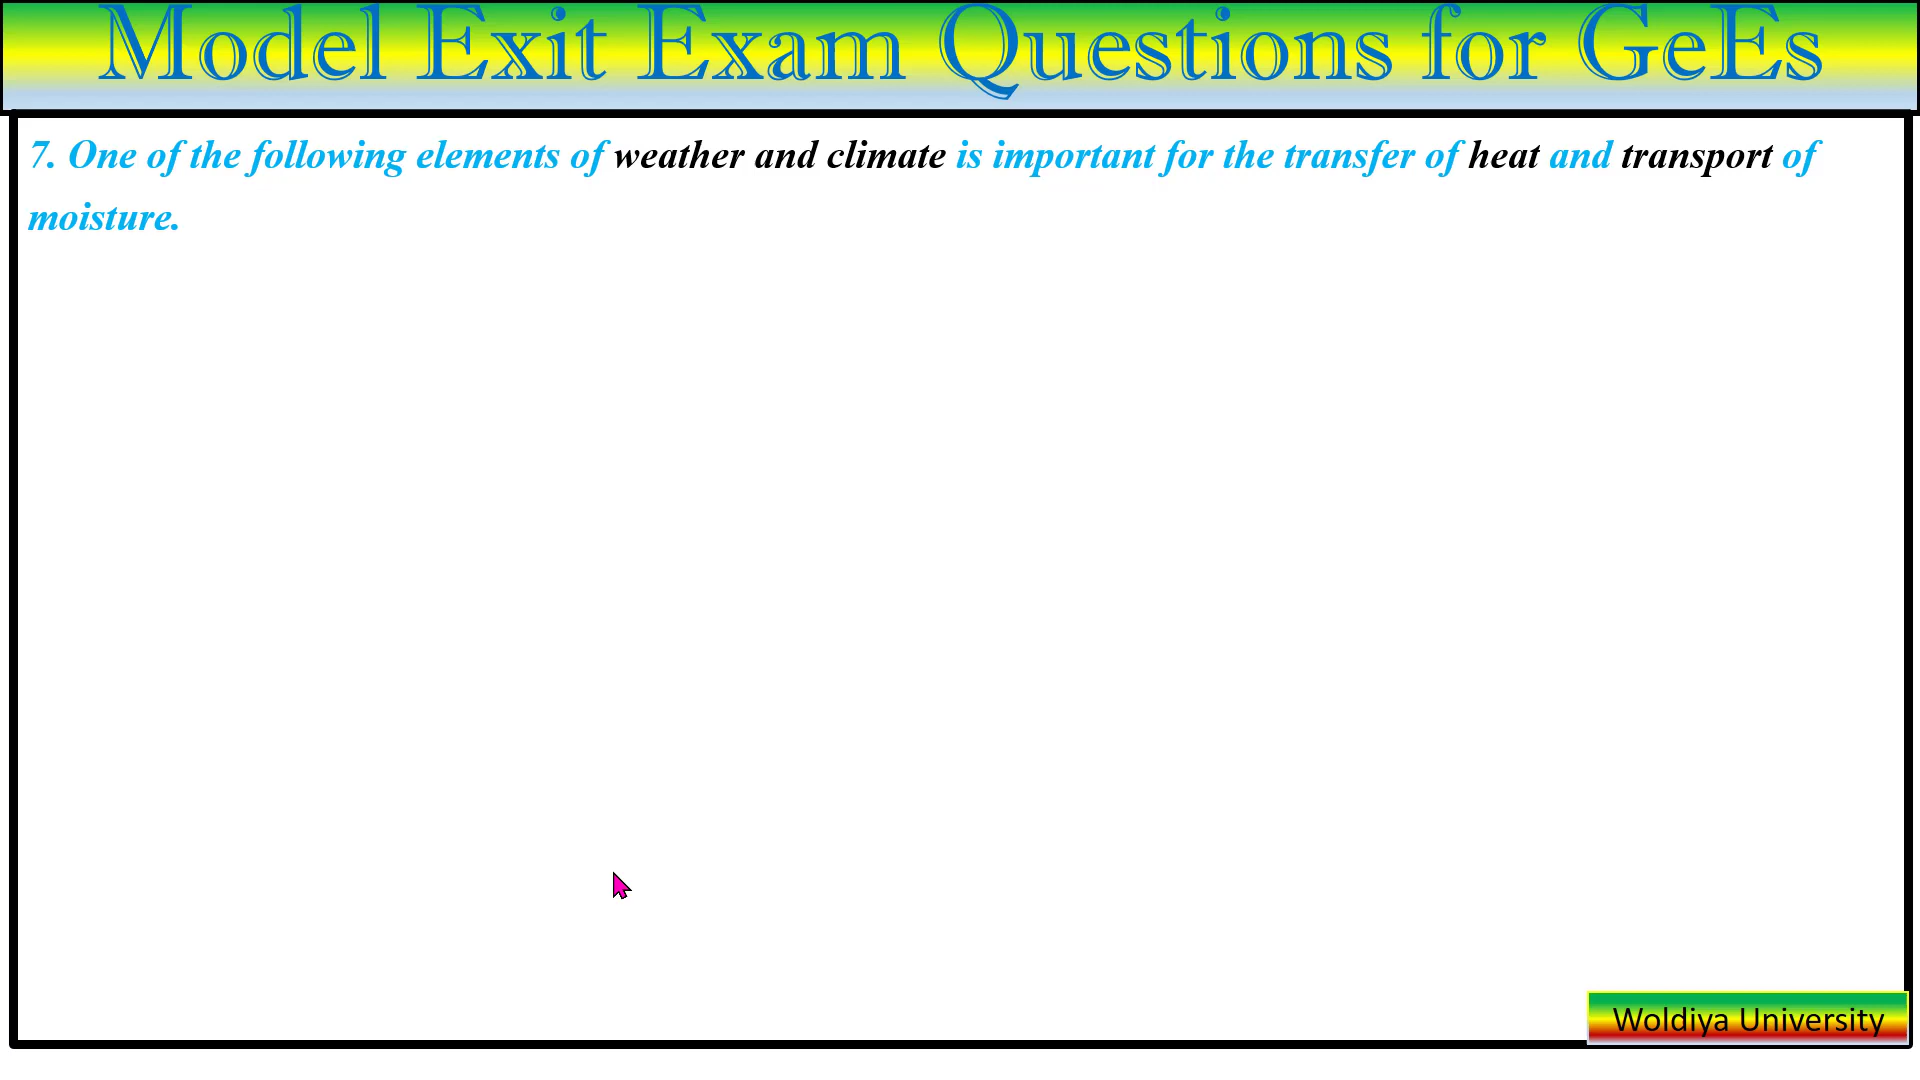 Model Exit Exam Questions for GeEs
7. One of the following elements of weather and climate is important for the transfer of heat and transport of
moisture.
Woldiya University